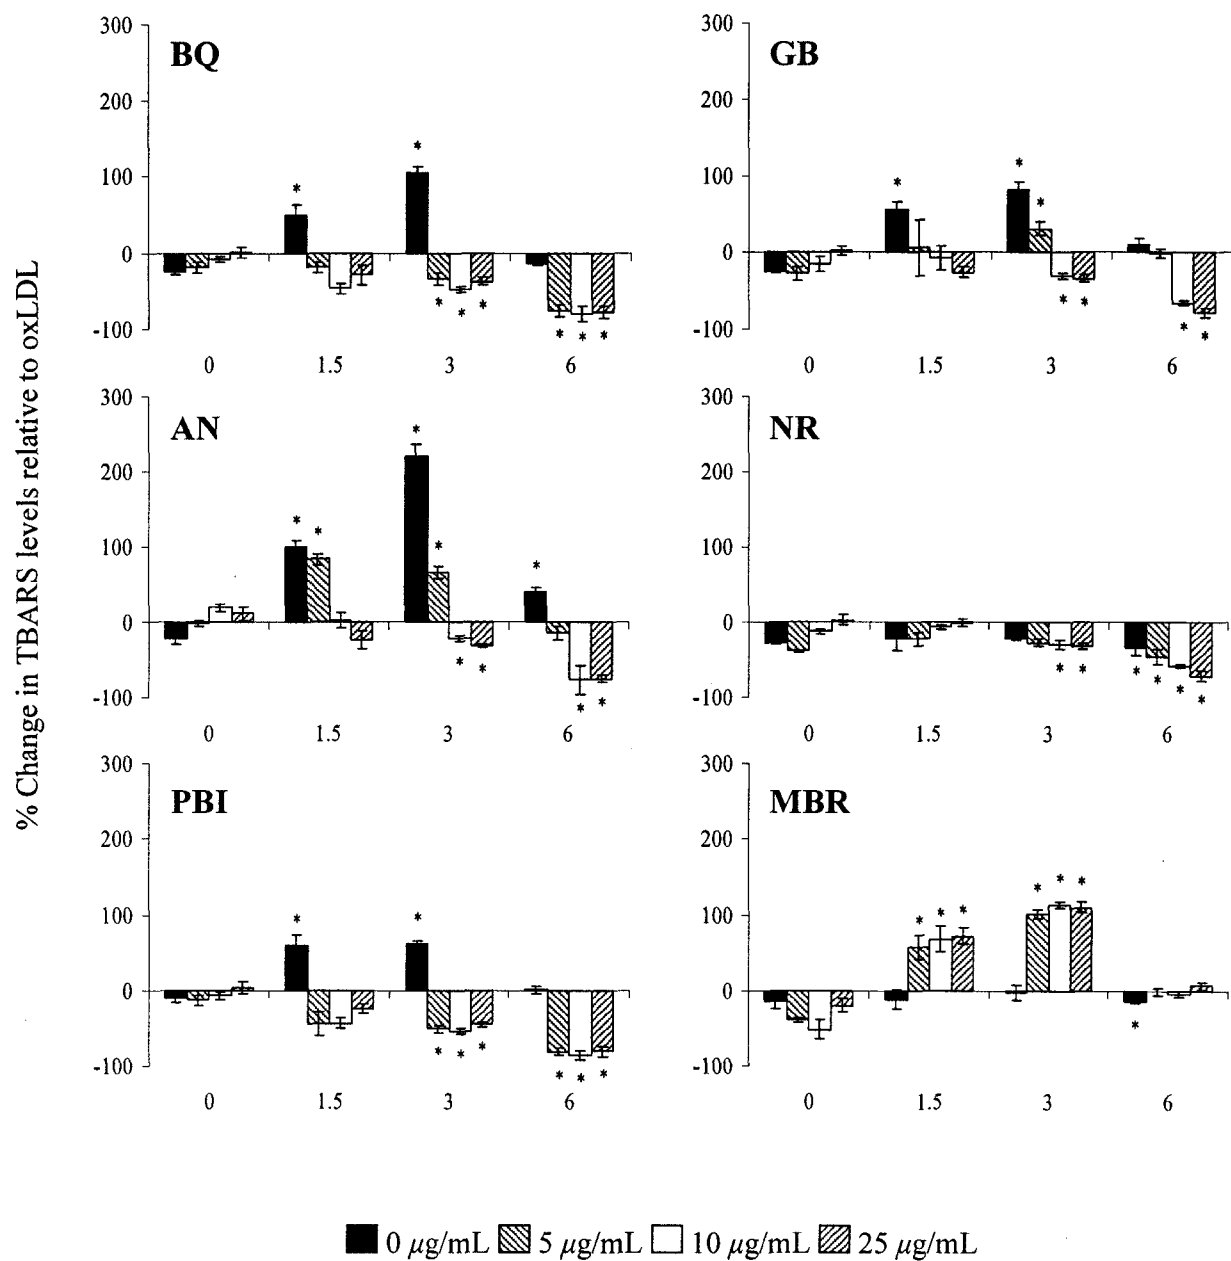 % Change in TBARS levels relative to oxLDL
BQ
300
200
100
0
-100
0 1.5 3 6
* * * * * * * *
GB
300
200
100
0
-100
0 1.5 3 6
* * * * * * *
AN
300
200
100
0
-100
0 1.5 3 6
* * * * * * * * *
NR
300
200
100
0
-100
0 1.5 3 6
* * * * * *
PBI
300
200
100
0
-100
0 1.5 3 6
* * * * * * * *
MBR
300
200
100
0
-100
0 1.5 3 6
* * * * * * *
0 µg/mL 5 µg/mL 10 µg/mL 25 µg/mL